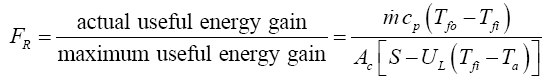 F_R = actual useful energy gain / maximum useful energy gain = ṁ c_p (T_fo − T_fi) / A_c [S − U_L (T_fi − T_a)]